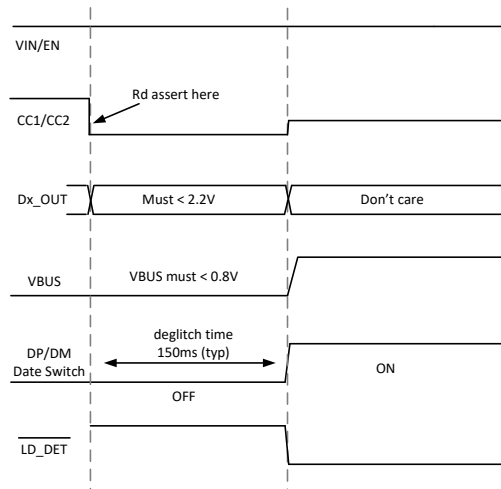 VIN/EN
Rd assert here
CC1/CC2
Dx_OUT
Must < 2.2V
Don't care
VBUS
VBUS must < 0.8V
deglitch time
150ms (typ)
DP/DM
Date Switch
ON
OFF
LD_DET